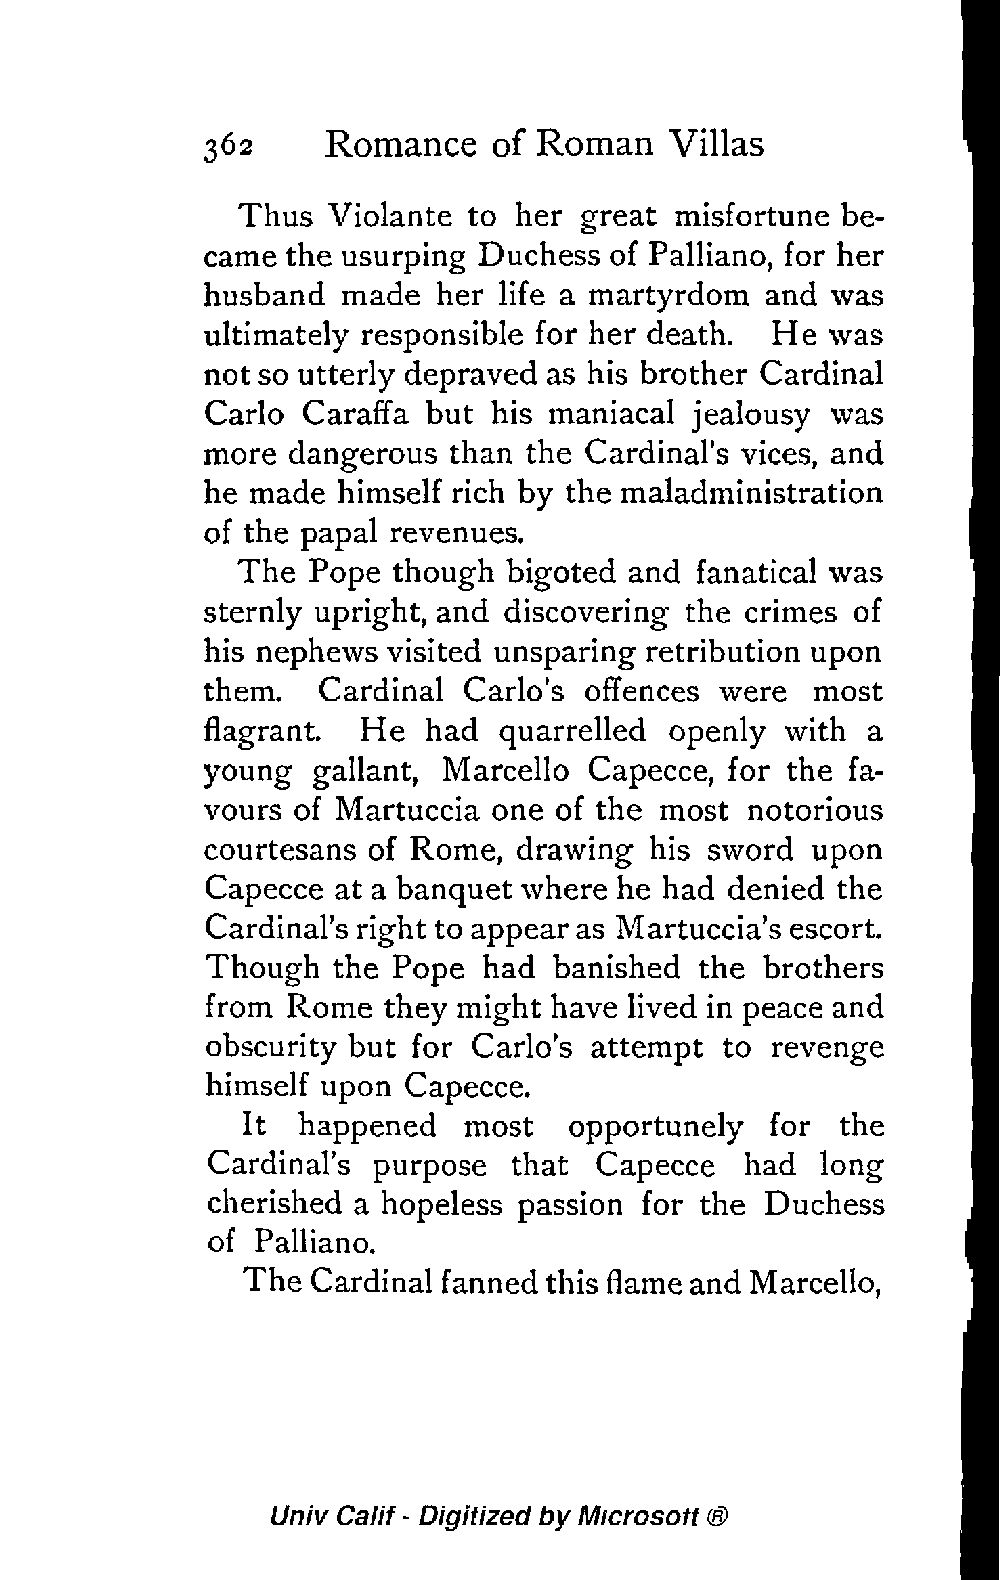 362 Romance of Roman Villas
Thus Violante to her great misfortune be-
came the usurping Duchess of Palliano, for her
husband made her life a martyrdom and was
ultimately responsible for her death. He was
not so utterly depraved as his brother Cardinal
Carlo Caraffa but his maniacal jealousy was
more dangerous than the Cardinal's vices, and
he made himself rich by the maladministration
of the papal revenues.
The Pope though bigoted and fanatical was
sternly upright, and discovering the crimes of
his nephews visited unsparing retribution upon
them. Cardinal Carlo's offences were most
flagrant. He had quarrelled openly with a
young gallant, Marcello Capecce, for the fa-
vours of Martuccia one of the most notorious
courtesans of Rome, drawing his sword upon
Capecce at a banquet where he had denied the
Cardinal's right to appear as Martuccia's escort.
Though the Pope had banished the brothers
from Rome they might have lived in peace and
obscurity but for Carlo's attempt to revenge
himself upon Capecce.
It happened most opportunely for the
Cardinal's purpose that Capecce had long
cherished a hopeless passion for the Duchess
of Palliano.
The Cardinal fanned this flame and Marcello,
Univ Calif - Digitized by Microsoft ®